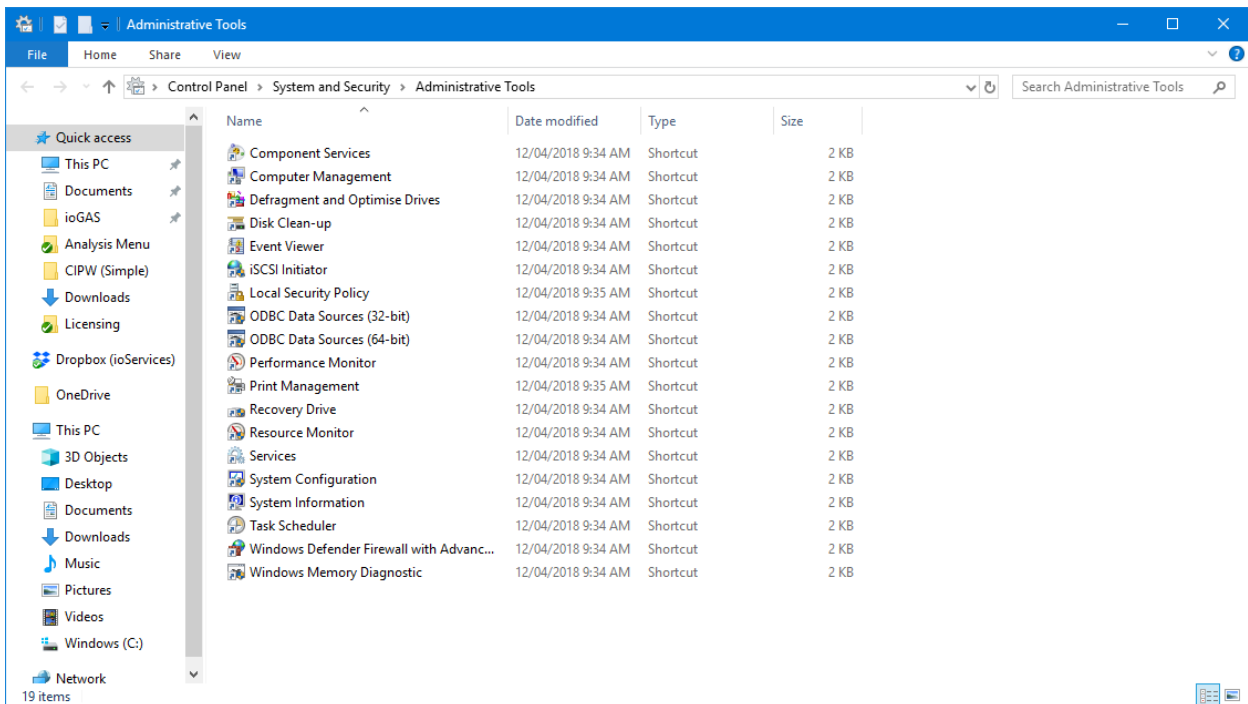 Administrative Tools
File Home Share View
Control Panel > System and Security > Administrative Tools Search Administrative Tools
Name Date modified Type Size
Quick access
This PC
Documents
ioGAS
Analysis Menu
CIPW (Simple)
Downloads
Licensing
Dropbox (ioServices)
OneDrive
This PC
3D Objects
Desktop
Documents
Downloads
Music
Pictures
Videos
Windows (C:)
Network
Component Services 12/04/2018 9:34 AM Shortcut 2 KB
Computer Management 12/04/2018 9:34 AM Shortcut 2 KB
Defragment and Optimise Drives 12/04/2018 9:34 AM Shortcut 2 KB
Disk Clean-up 12/04/2018 9:34 AM Shortcut 2 KB
Event Viewer 12/04/2018 9:34 AM Shortcut 2 KB
iSCSI Initiator 12/04/2018 9:34 AM Shortcut 2 KB
Local Security Policy 12/04/2018 9:35 AM Shortcut 2 KB
ODBC Data Sources (32-bit) 12/04/2018 9:34 AM Shortcut 2 KB
ODBC Data Sources (64-bit) 12/04/2018 9:34 AM Shortcut 2 KB
Performance Monitor 12/04/2018 9:34 AM Shortcut 2 KB
Print Management 12/04/2018 9:35 AM Shortcut 2 KB
Recovery Drive 12/04/2018 9:34 AM Shortcut 2 KB
Resource Monitor 12/04/2018 9:34 AM Shortcut 2 KB
Services 12/04/2018 9:34 AM Shortcut 2 KB
System Configuration 12/04/2018 9:34 AM Shortcut 2 KB
System Information 12/04/2018 9:34 AM Shortcut 2 KB
Task Scheduler 12/04/2018 9:34 AM Shortcut 2 KB
Windows Defender Firewall with Advanc... 12/04/2018 9:34 AM Shortcut 2 KB
Windows Memory Diagnostic 12/04/2018 9:34 AM Shortcut 2 KB
19 items